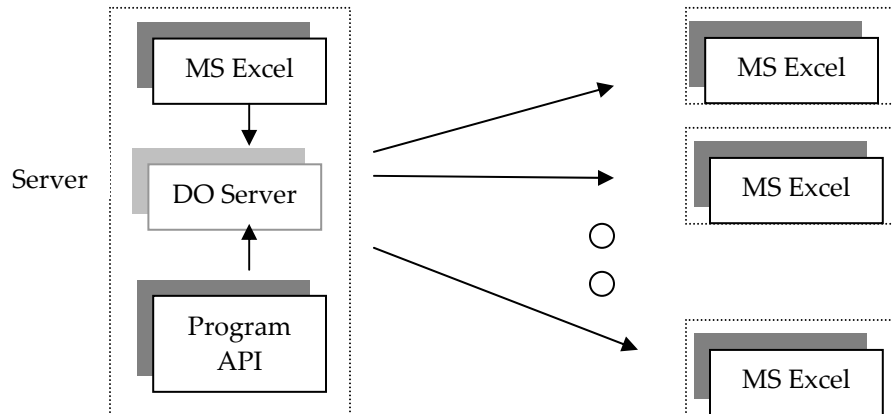 MS Excel
DO Server
Program
API
Server
MS Excel
MS Excel
MS Excel